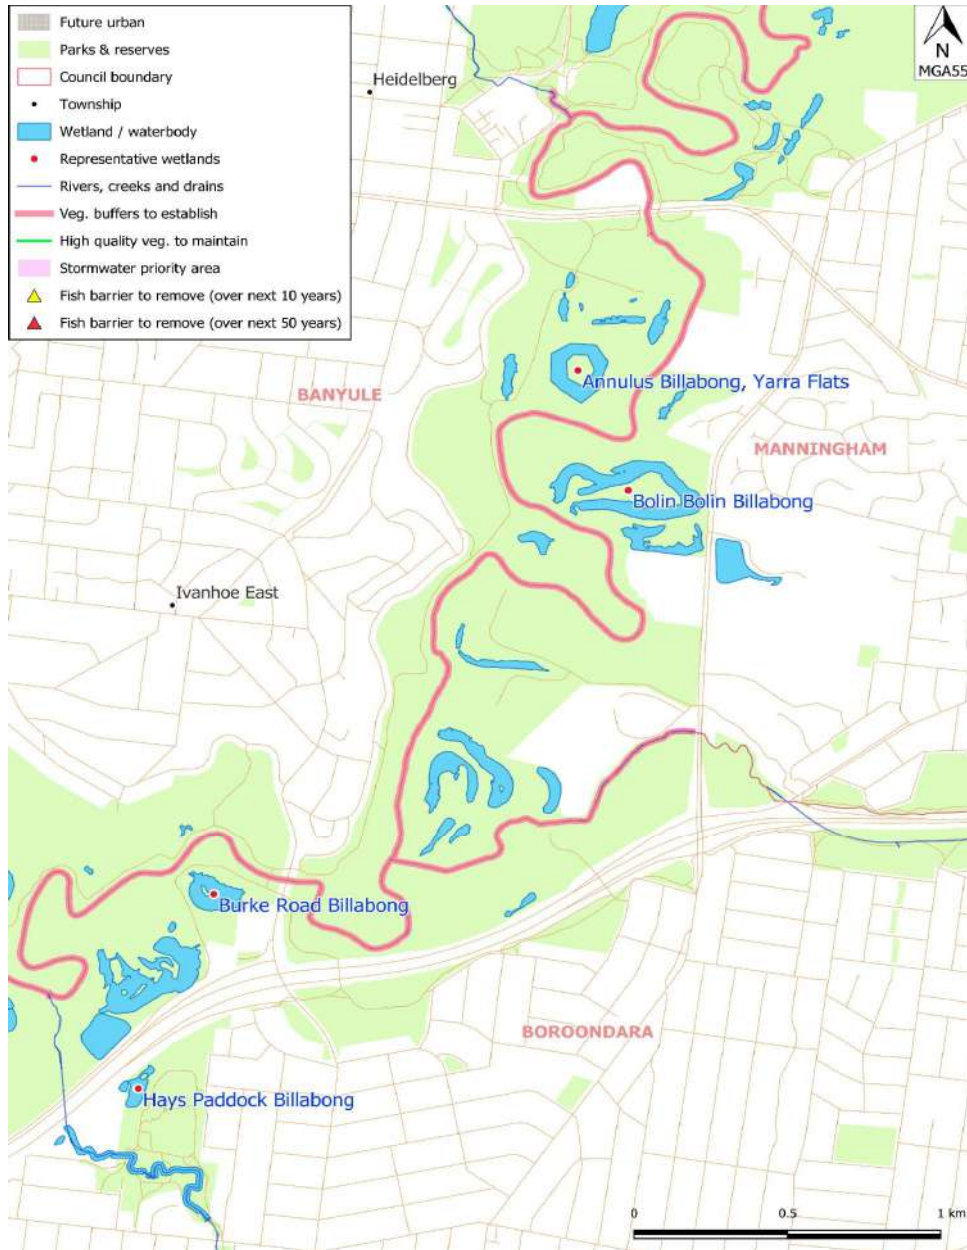 Future urban
Parks & reserves
Council boundary
Township
Wetland / waterbody
Representative wetlands
Rivers, creeks and drains
Veg. buffers to establish
High quality veg. to maintain
Stormwater priority area
Fish barrier to remove (over next 10 years)
Fish barrier to remove (over next 50 years)
N
MGA55
Heidelberg
Annulus Billabong, Yarra Flats
BANYULE
MANNINGHAM
Bolin Bolin Billabong
Ivanhoe East
Burke Road Billabong
BOROONDARA
Hays Paddock Billabong
0 0.5 1 km